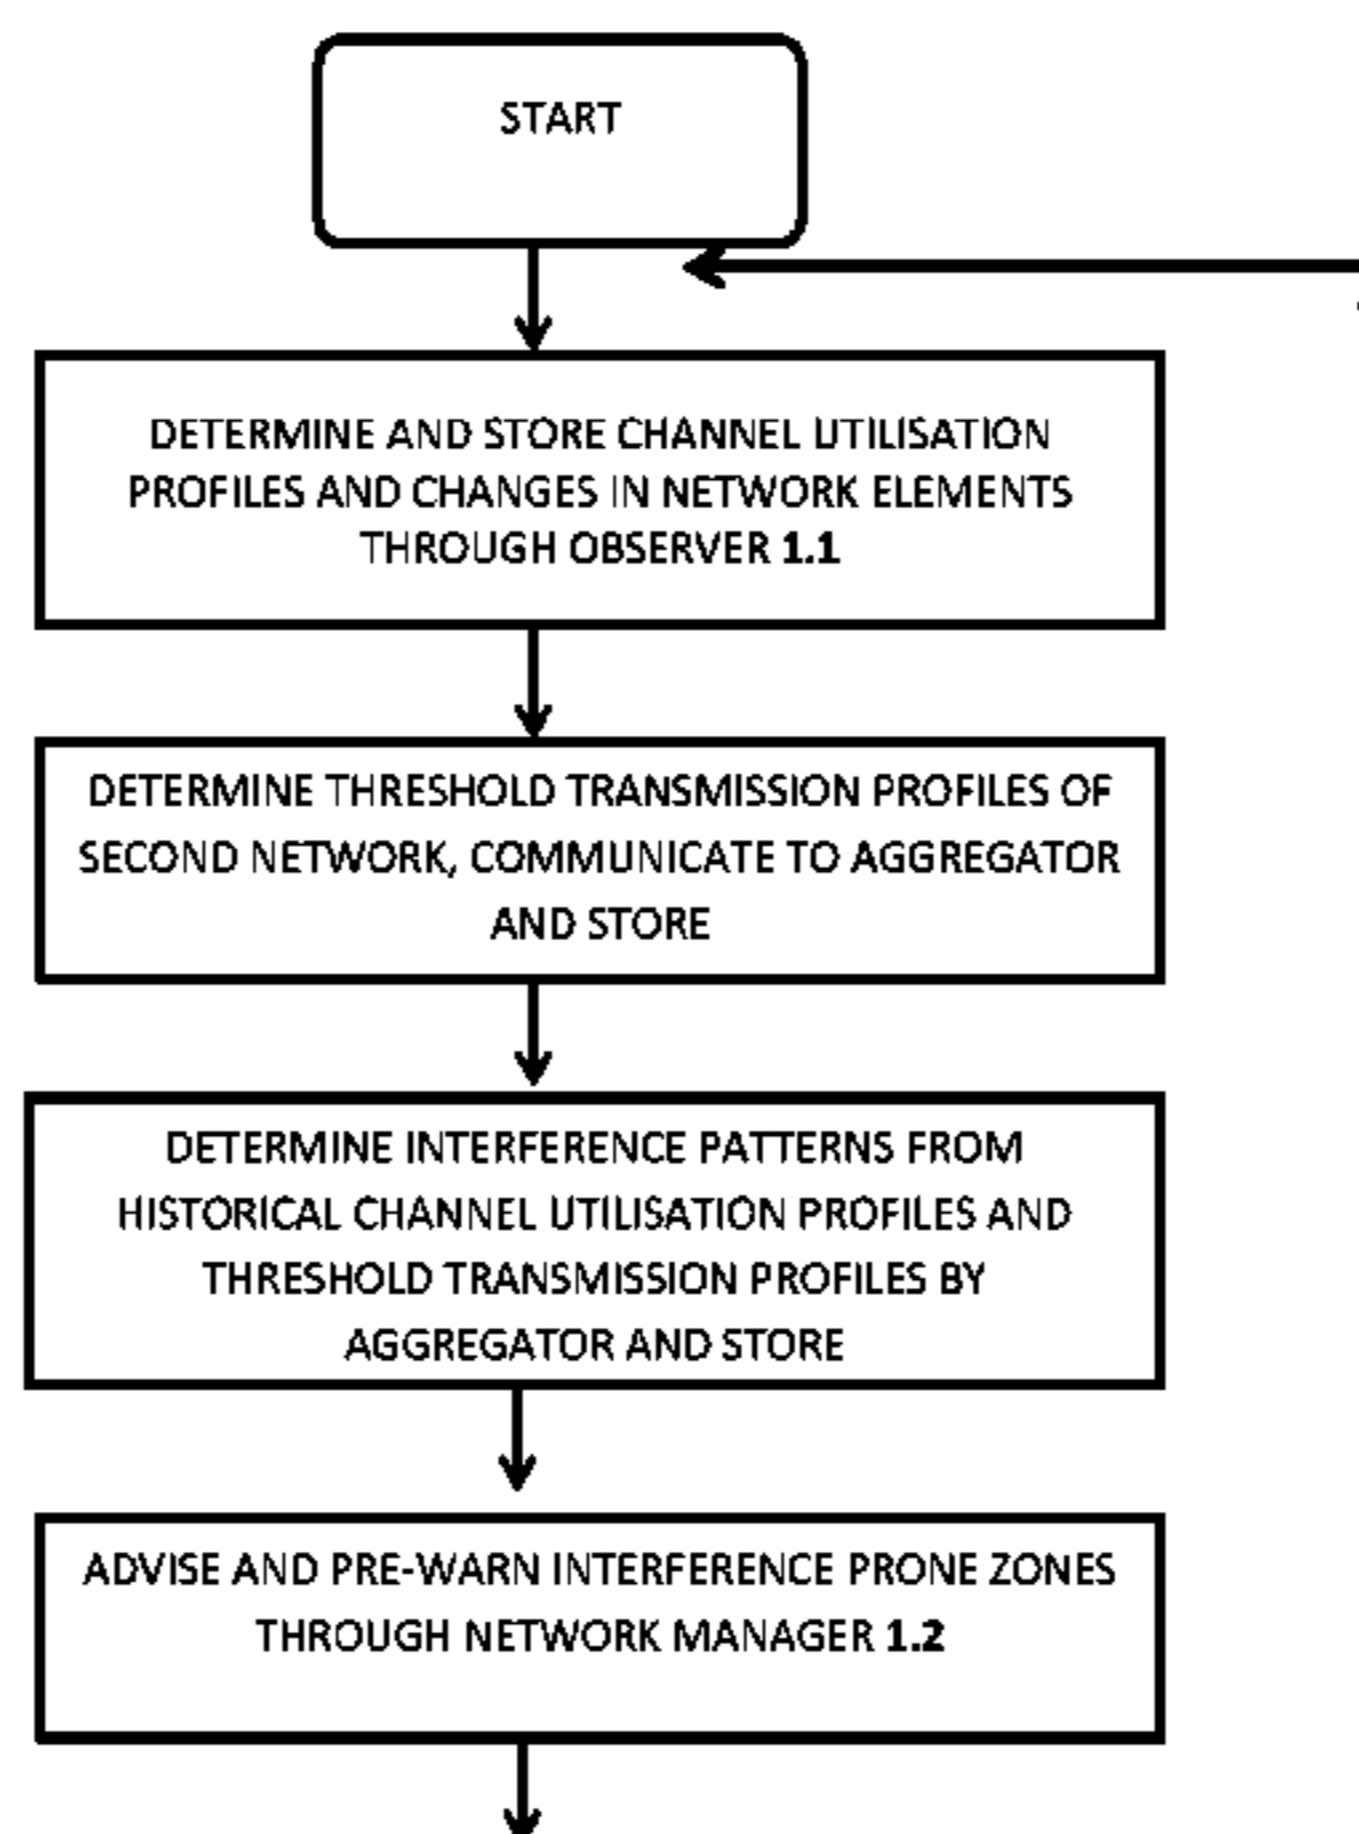 START
DETERMINE AND STORE CHANNEL UTILISATION
PROFILES AND CHANGES IN NETWORK ELEMENTS
THROUGH OBSERVER 1.1
DETERMINE THRESHOLD TRANSMISSION PROFILES OF
SECOND NETWORK, COMMUNICATE TO AGGREGATOR
AND STORE
DETERMINE INTERFERENCE PATTERNS FROM
HISTORICAL CHANNEL UTILISATION PROFILES AND
THRESHOLD TRANSMISSION PROFILES BY
AGGREGATOR AND STORE
ADVISE AND PRE-WARN INTERFERENCE PRONE ZONES
THROUGH NETWORK MANAGER 1.2